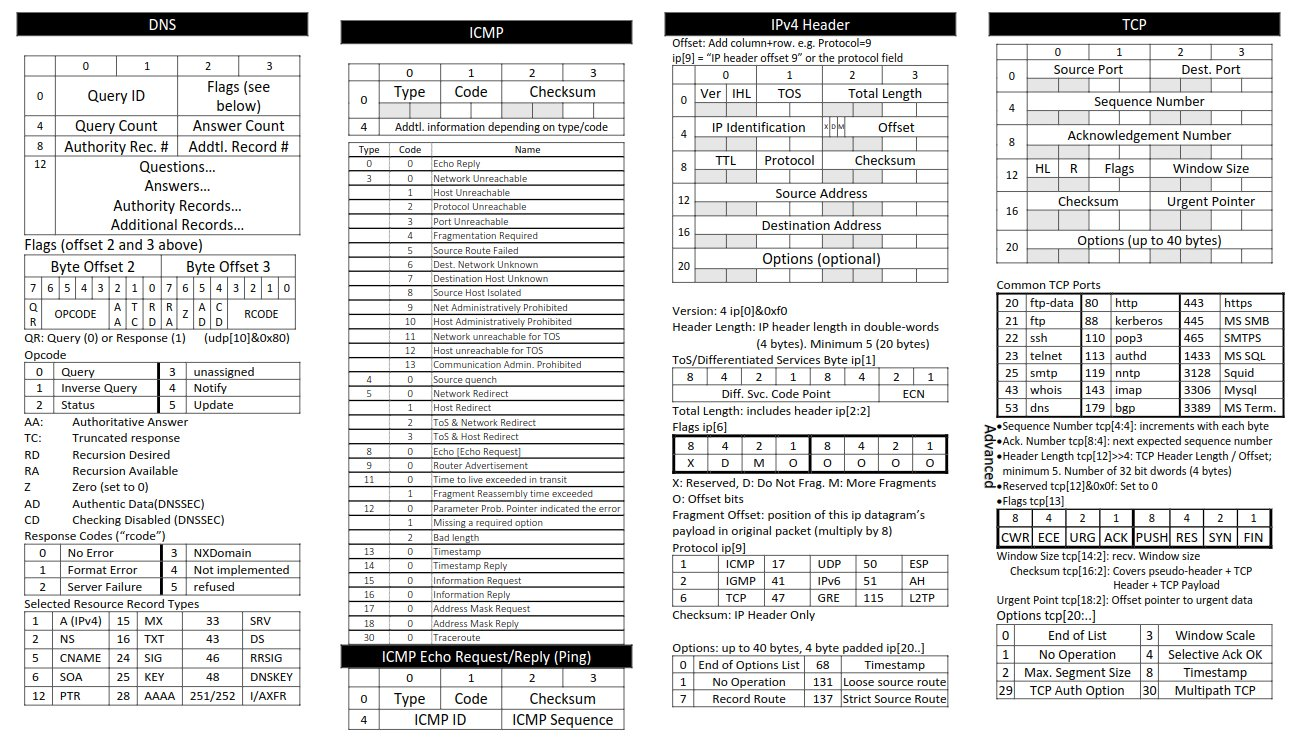 DNS
0 1 2 3
0 Query ID Flags (see below)
4 Query Count Answer Count
8 Authority Rec. # Addtl. Record #
12 Questions...
Answers...
Authority Records...
Additional Records...
Flags (offset 2 and 3 above)
Byte Offset 2 Byte Offset 3
7 6 5 4 3 2 1 0 7 6 5 4 3 2 1 0
QR OPCODE AA TC RD RA Z AD CD RCODE
QR: Query (0) or Response (1) (udp[10]&0x80)
Opcode
0 Query 3 unassigned
1 Inverse Query 4 Notify
2 Status 5 Update
AA: Authoritative Answer
TC: Truncated response
RD Recursion Desired
RA Recursion Available
Z Zero (set to 0)
AD Authentic Data(DNSSEC)
CD Checking Disabled (DNSSEC)
Response Codes (“rcode”)
0 No Error 3 NXDomain
1 Format Error 4 Not implemented
2 Server Failure 5 refused
Selected Resource Record Types
1 A (IPv4) 15 MX 33 SRV
2 NS 16 TXT 43 DS
5 CNAME 24 SIG 46 RRSIG
6 SOA 25 KEY 48 DNSKEY
12 PTR 28 AAAA 251/252 I/AXFR
ICMP
0 1 2 3
0 Type Code Checksum
4 Addtl. information depending on type/code
Type Code Name
0 0 Echo Reply
3 0 Network Unreachable
1 Host Unreachable
2 Protocol Unreachable
3 Port Unreachable
4 Fragmentation Required
5 Source Route Failed
6 Dest. Network Unknown
7 Destination Host Unknown
8 Source Host Isolated
9 Net Administratively Prohibited
10 Host Administratively Prohibited
11 Network unreachable for TOS
12 Host unreachable for TOS
13 Communication Admin. Prohibited
4 0 Source quench
5 0 Network Redirect
1 Host Redirect
2 ToS & Network Redirect
3 ToS & Host Redirect
8 0 Echo [Echo Request]
9 0 Router Advertisement
11 0 Time to live exceeded in transit
1 Fragment Reassembly time exceeded
12 0 Parameter Prob. Pointer indicated the error
1 Missing a required option
2 Bad length
13 0 Timestamp
14 0 Timestamp Reply
15 0 Information Request
16 0 Information Reply
17 0 Address Mask Request
18 0 Address Mask Reply
30 0 Traceroute
ICMP Echo Request/Reply (Ping)
0 1 2 3
0 Type Code Checksum
4 ICMP ID ICMP Sequence
IPv4 Header
Offset: Add column+row. e.g. Protocol=9
ip[9] = “IP header offset 9” or the protocol field
0 1 2 3
0 Ver IHL TOS Total Length
4 IP Identification X D M Offset
8 TTL Protocol Checksum
12 Source Address
16 Destination Address
20 Options (optional)
Version: 4 ip[0]&0xf0
Header Length: IP header length in double-words
(4 bytes). Minimum 5 (20 bytes)
ToS/Differentiated Services Byte ip[1]
8 4 2 1 8 4 2 1
Diff. Svc. Code Point ECN
Total Length: includes header ip[2:2]
Flags ip[6]
8 4 2 1 8 4 2 1
X D M O O O O O
X: Reserved, D: Do Not Frag. M: More Fragments
O: Offset bits
Fragment Offset: position of this ip datagram’s
payload in original packet (multiply by 8)
Protocol ip[9]
1 ICMP 17 UDP 50 ESP
2 IGMP 41 IPv6 51 AH
6 TCP 47 GRE 115 L2TP
Checksum: IP Header Only
Options: up to 40 bytes, 4 byte padded ip[20..]
0 End of Options List 68 Timestamp
1 No Operation 131 Loose source route
7 Record Route 137 Strict Source Route
TCP
0 1 2 3
0 Source Port Dest. Port
4 Sequence Number
8 Acknowledgement Number
12 HL R Flags Window Size
16 Checksum Urgent Pointer
20 Options (up to 40 bytes)
Common TCP Ports
20 ftp-data 80 http 443 https
21 ftp 88 kerberos 445 MS SMB
22 ssh 110 pop3 465 SMTPS
23 telnet 113 authd 1433 MS SQL
25 smtp 119 nntp 3128 Squid
43 whois 143 imap 3306 Mysql
53 dns 179 bgp 3389 MS Term.
Advanced
•Sequence Number tcp[4:4]: increments with each byte
•Ack. Number tcp[8:4]: next expected sequence number
•Header Length tcp[12]>>4: TCP Header Length / Offset;
minimum 5. Number of 32 bit dwords (4 bytes)
•Reserved tcp[12]&0x0f: Set to 0
•Flags tcp[13]
8 4 2 1 8 4 2 1
CWR ECE URG ACK PUSH RES SYN FIN
Window Size tcp[14:2]: recv. Window size
Checksum tcp[16:2]: Covers pseudo-header + TCP
Header + TCP Payload
Urgent Point tcp[18:2]: Offset pointer to urgent data
Options tcp[20:..]
0 End of List 3 Window Scale
1 No Operation 4 Selective Ack OK
2 Max. Segment Size 8 Timestamp
29 TCP Auth Option 30 Multipath TCP